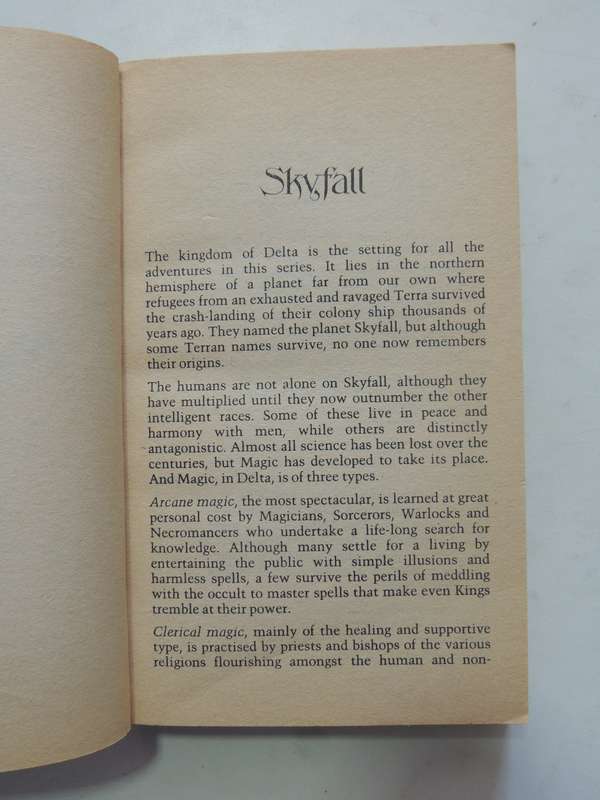 Skyfall
The kingdom of Delta is the setting for all the
adventures in this series. It lies in the northern
hemisphere of a planet far from our own where
refugees from an exhausted and ravaged Terra survived
the crash-landing of their colony ship thousands of
years ago. They named the planet Skyfall, but although
some Terran names survive, no one now remembers
their origins.
The humans are not alone on Skyfall, although they
have multiplied until they now outnumber the other
intelligent races. Some of these live in peace and
harmony with men, while others are distinctly
antagonistic. Almost all science has been lost over the
centuries, but Magic has developed to take its place.
And Magic, in Delta, is of three types.
Arcane magic, the most spectacular, is learned at great
personal cost by Magicians, Sorcerors, Warlocks and
Necromancers who undertake a life-long search for
knowledge. Although many settle for a living by
entertaining the public with simple illusions and
harmless spells, a few survive the perils of meddling
with the occult to master spells that make even Kings
tremble at their power.
Clerical magic, mainly of the healing and supportive
type, is practised by priests and bishops of the various
religions flourishing amongst the human and non-